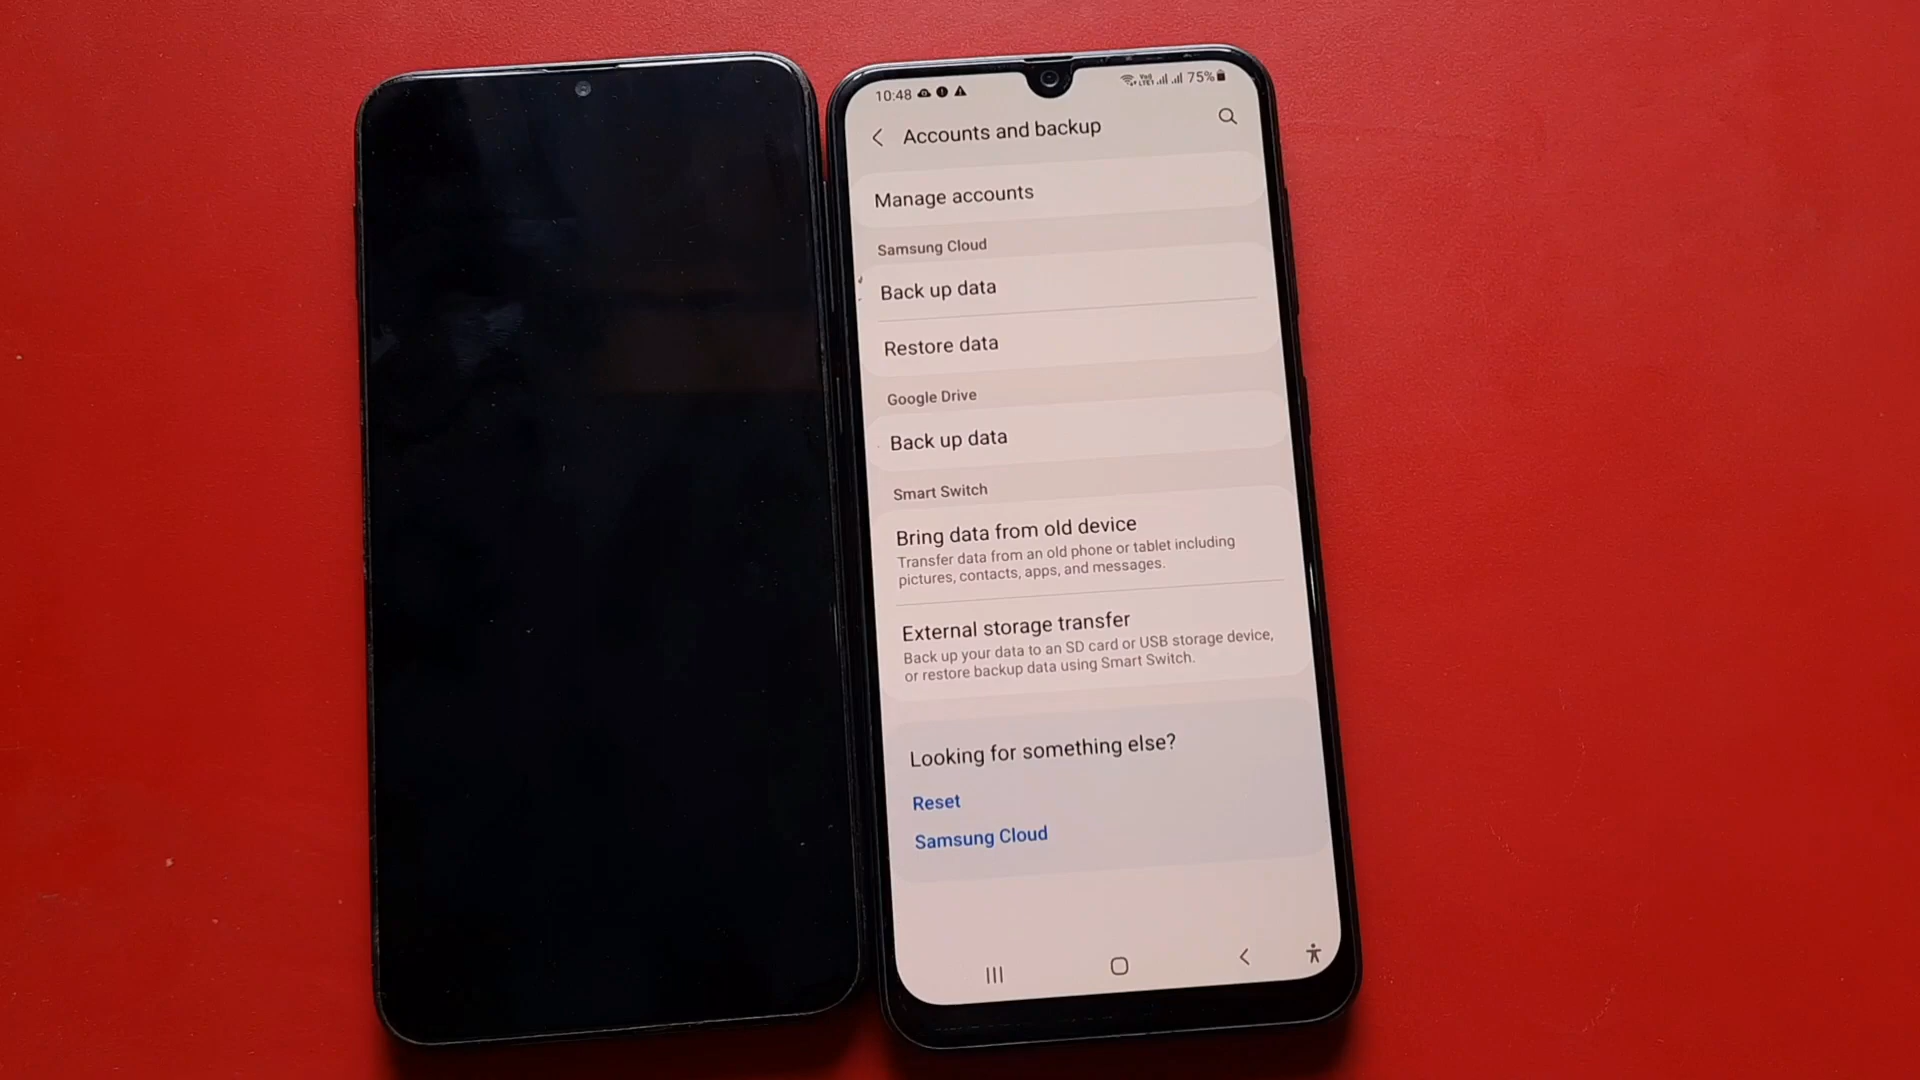 10:48
75%
Accounts and backup
Manage accounts
Samsung Cloud
Back up data
Restore data
Google Drive
Back up data
Smart Switch
Bring data from old device
Transfer data from an old phone or tablet including
pictures, contacts, apps, and messages.
External storage transfer
Back up your data to an SD card or USB storage device,
or restore backup data using Smart Switch.
Looking for something else?
Reset
Samsung Cloud